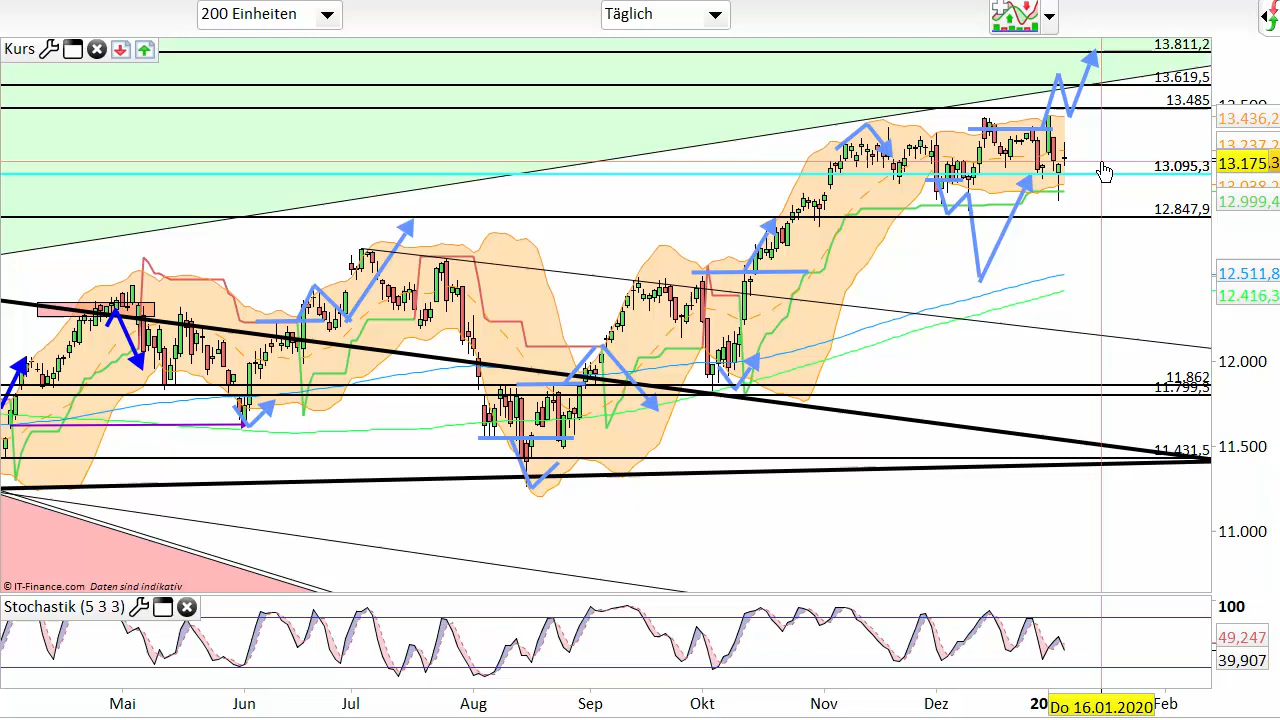 200 Einheiten
Täglich
Kurs
13.811,2
13.619,5
13.485
13.436,2
13.237,2
13.175,3
13.095,3
12.999,4
12.847,9
12.511,8
12.416,3
12.000
11.862
11.799,5
11.500
11.431,5
11.000
© IT-Finance.com Daten sind indikativ
Stochastik (5 3 3)
100
49,247
39,907
Mai
Jun
Jul
Aug
Sep
Okt
Nov
Dez
20
Do 16.01.2020
Feb